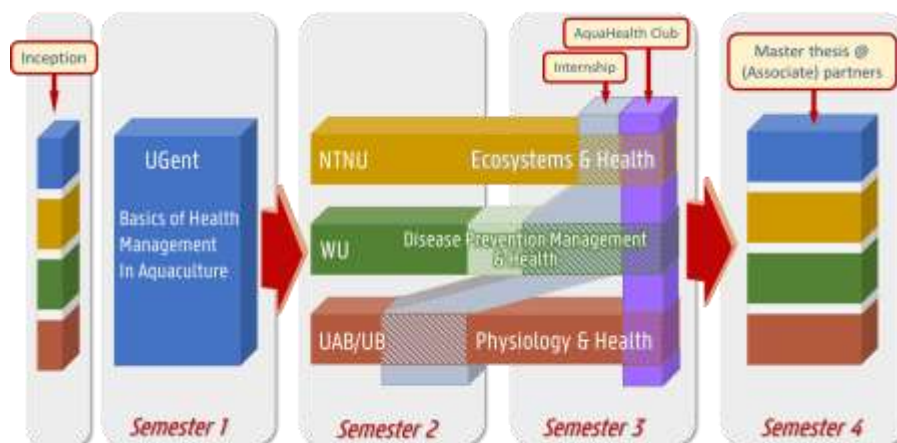 Inception
AquaHealth Club
Internship
Master thesis @
(Associate) partners
UGent
Basics of Health
Management
In Aquaculture
NTNU
Ecosystems & Health
WU
Disease Prevention Management
& Health
UAB/UB
Physiology & Health
Semester 1
Semester 2
Semester 3
Semester 4